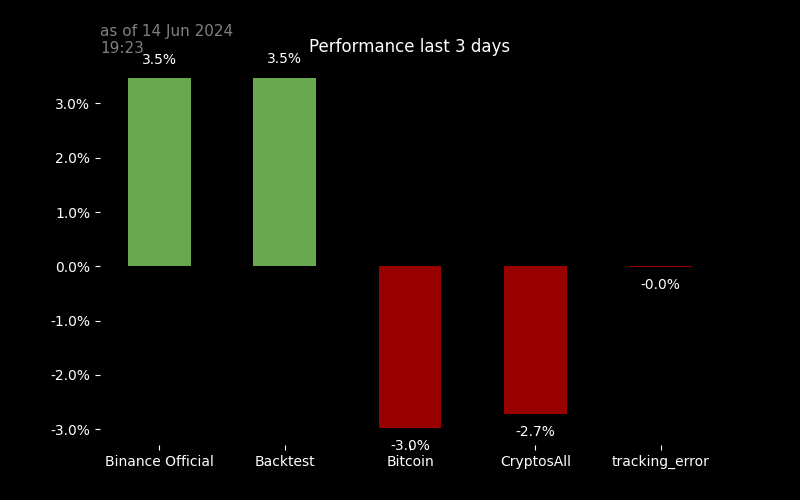 as of 14 Jun 2024
19:23
Performance last 3 days
3.5%
3.5%
3.0%
2.0%
1.0%
0.0%
-0.0%
-1.0%
-2.0%
-3.0%
-2.7%
-3.0%
Binance Official
Backtest
Bitcoin
CryptosAll
tracking_error